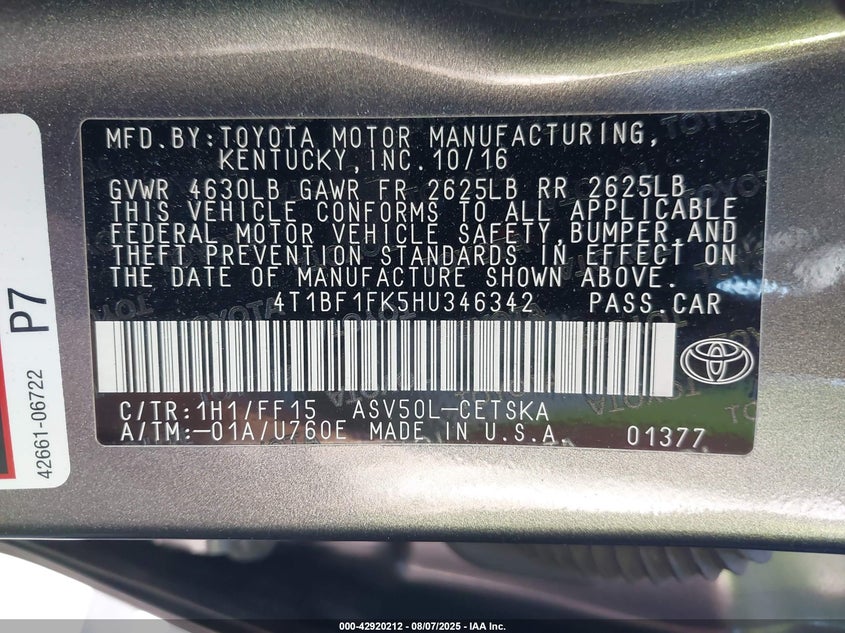 MFD.BY:TOYOTA MOTOR MANUFACTURING,
KENTUCKY,INC.10/16
GVWR 4630LB GAWR FR 2625LB RR 2625LB
THIS VEHICLE CONFORMS TO ALL APPLICABLE
FEDERAL MOTOR VEHICLE SAFETY,BUMPER,AND
THEFT PREVENTION STANDARDS IN EFFECT ON
THE DATE OF MANUFACTURE SHOWN ABOVE.
4T1BF1FK5HU346342 PASS.CAR
C/TR:1H1/FF15 ASV50L-CETSKA
A/TM:-01A/U760E MADE IN U.S.A. 01377
P7
42661-06722
000-42920212 - 08/07/2025 - IAA Inc.